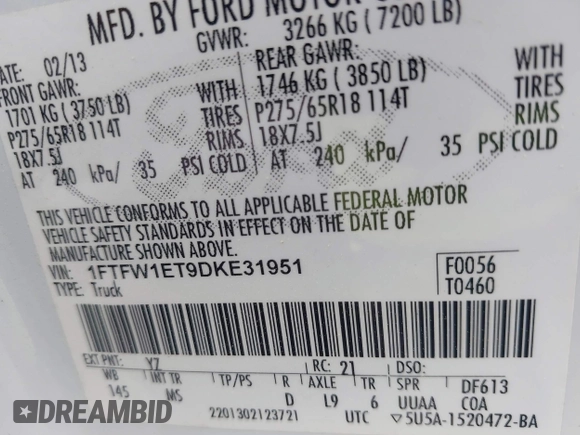 MFD. BY FORD MOTOR
DATE: 02/13 GVWR: 3266 KG ( 7200 LB)
FRONT GAWR: REAR GAWR: WITH
1701 KG ( 3750 LB) WITH 1746 KG ( 3850 LB) TIRES
P275/65R18 114T TIRES P275/65R18 114T RIMS
18X7.5J RIMS 18X7.5J
AT 240 kPa/ 35 PSI COLD AT 240 kPa/ 35 PSI COLD
Ford
THIS VEHICLE CONFORMS TO ALL APPLICABLE FEDERAL MOTOR
VEHICLE SAFETY STANDARDS IN EFFECT ON THE DATE OF
MANUFACTURE SHOWN ABOVE.
VIN: 1FTFW1ET9DKE31951 F0056
TYPE: Truck T0460
EXT PNT: YZ RC: 21 DSO:
WB INT TR TP/PS R AXLE TR SPR DF613
145 MS D L9 6 UUAA COA
2201302123721 UTC ▽5U5A-1520472-BA
DREAMBID